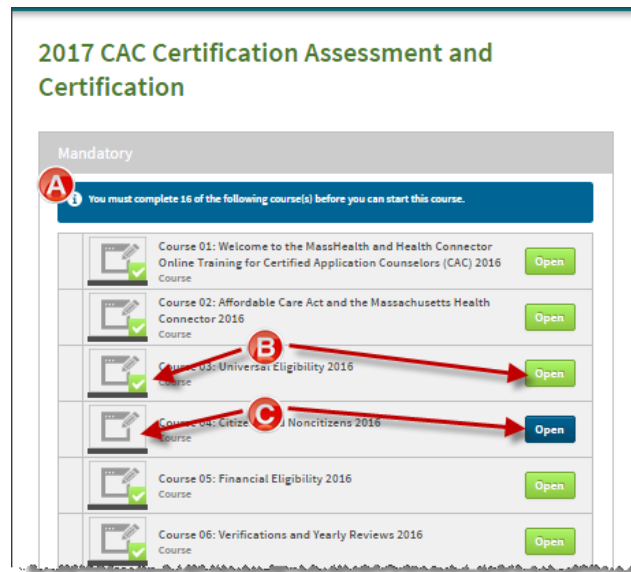 2017 CAC Certification Assessment and
Certification
Mandatory
A
You must complete 16 of the following course(s) before you can start this course.
Course 01: Welcome to the MassHealth and Health Connector
Online Training for Certified Application Counselors (CAC) 2016
Course
Open
Course 02: Affordable Care Act and the Massachusetts Health
Connector 2016
Course
Open
B
Course 03: Universal Eligibility 2016
Course
Open
C
Course 04: Noncitizens 2016
Course
Open
Course 05: Financial Eligibility 2016
Course
Open
Course 06: Verifications and Yearly Reviews 2016
Course
Open